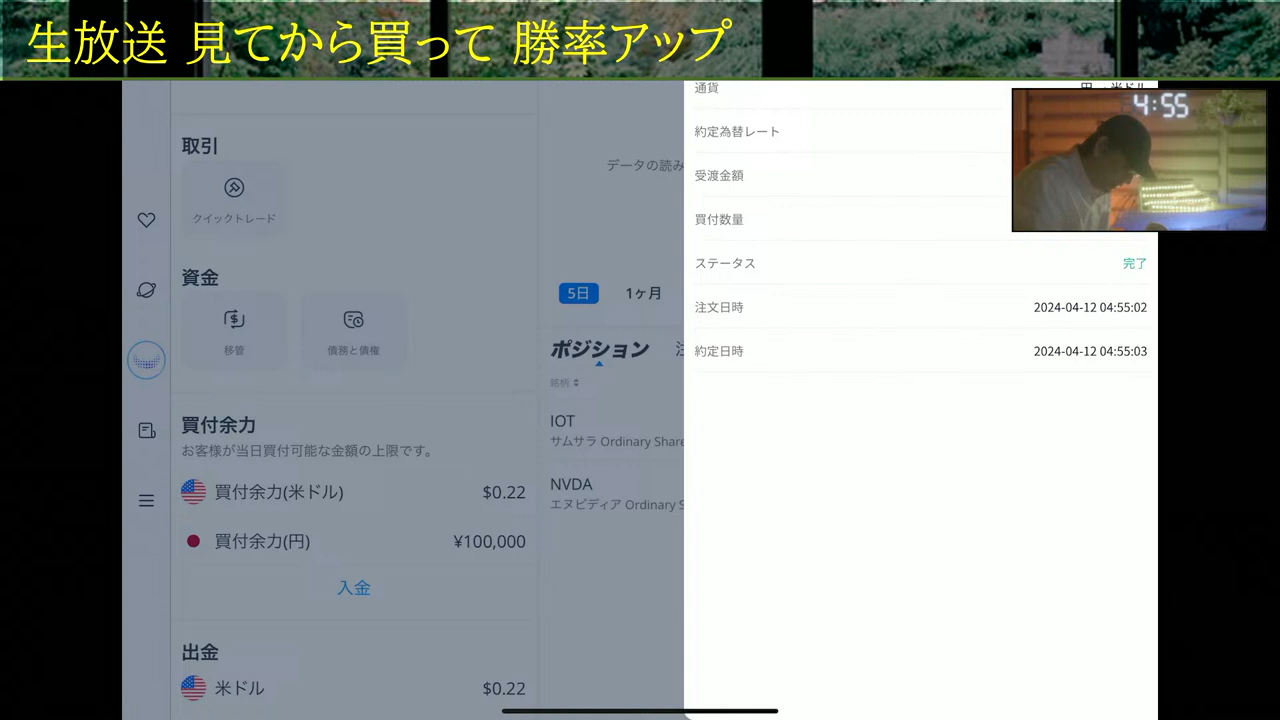 生放送 見てから買って 勝率アップ
取引
クイックトレード
資金
移管
債務と債権
買付余力
お客様が当日買付可能な金額の上限です。
買付余力(米ドル) $0.22
買付余力(円) ¥100,000
入金
出金
米ドル $0.22
データの読み
5日 1ヶ月
ポジション
銘柄
IOT
サムサラ Ordinary Share
NVDA
エヌビディア Ordinary S
通貨
約定為替レート
受渡金額
買付数量
ステータス 完了
注文日時 2024-04-12 04:55:02
約定日時 2024-04-12 04:55:03
4:55